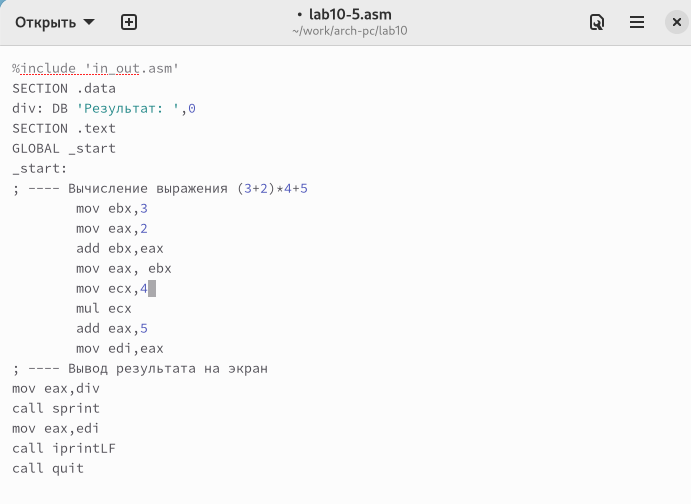 Открыть
• lab10-5.asm
~/work/arch-pc/lab10
%include 'in_out.asm'
SECTION .data
div: DB 'Результат: ',0
SECTION .text
GLOBAL _start
_start:
; ---- Вычисление выражения (3+2)*4+5
mov ebx,3
mov eax,2
add ebx,eax
mov eax, ebx
mov ecx,4
mul ecx
add eax,5
mov edi,eax
; ---- Вывод результата на экран
mov eax,div
call sprint
mov eax,edi
call iprintLF
call quit